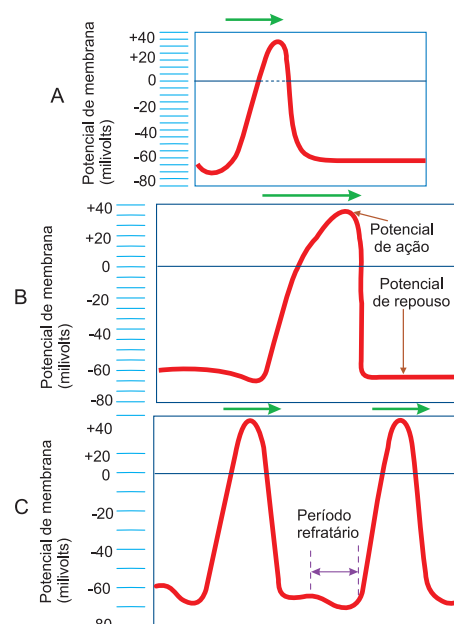 A
Potencial de membrana
(milivolts)
+40
+20
0
-20
-40
-60
-80
B
Potencial de membrana
(milivolts)
+40
+20
0
-20
-40
-60
-80
Potencial
de ação
Potencial
de repouso
C
Potencial de membrana
(milivolts)
+40
+20
0
-20
-40
-60
-80
Período
refratário